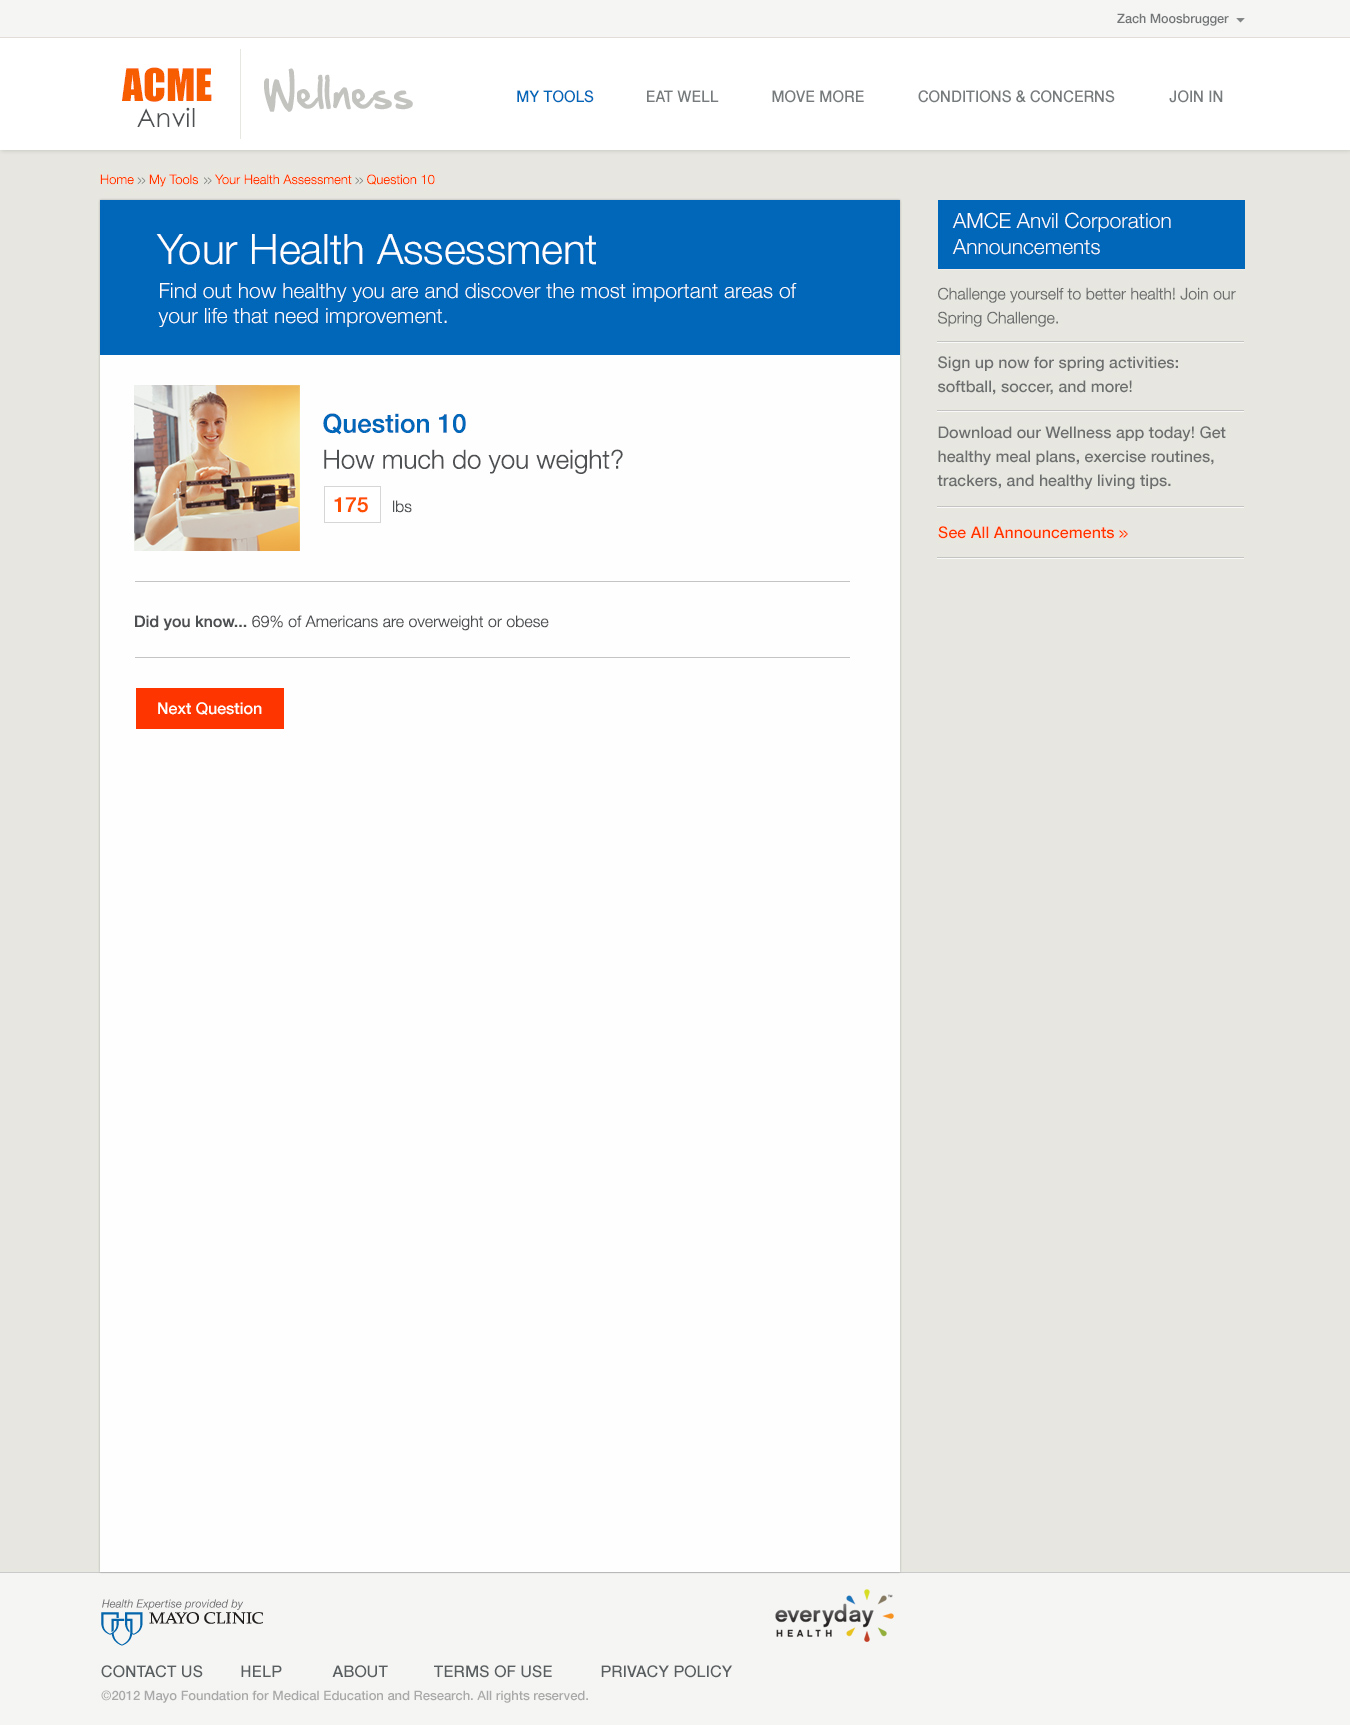 Zach Moosbrugger
ACME
Anvil
Wellness
MY TOOLS EAT WELL MOVE MORE CONDITIONS & CONCERNS JOIN IN
Home » My Tools » Your Health Assessment » Question 10
Your Health Assessment
Find out how healthy you are and discover the most important areas of
your life that need improvement.
Question 10
How much do you weight?
175 lbs
Did you know... 69% of Americans are overweight or obese
Next Question
AMCE Anvil Corporation
Announcements
Challenge yourself to better health! Join our
Spring Challenge.
Sign up now for spring activities:
softball, soccer, and more!
Download our Wellness app today! Get
healthy meal plans, exercise routines,
trackers, and healthy living tips.
See All Announcements »
Health Expertise provided by
MAYO CLINIC
everyday™
HEALTH
CONTACT US HELP ABOUT TERMS OF USE PRIVACY POLICY
©2012 Mayo Foundation for Medical Education and Research. All rights reserved.